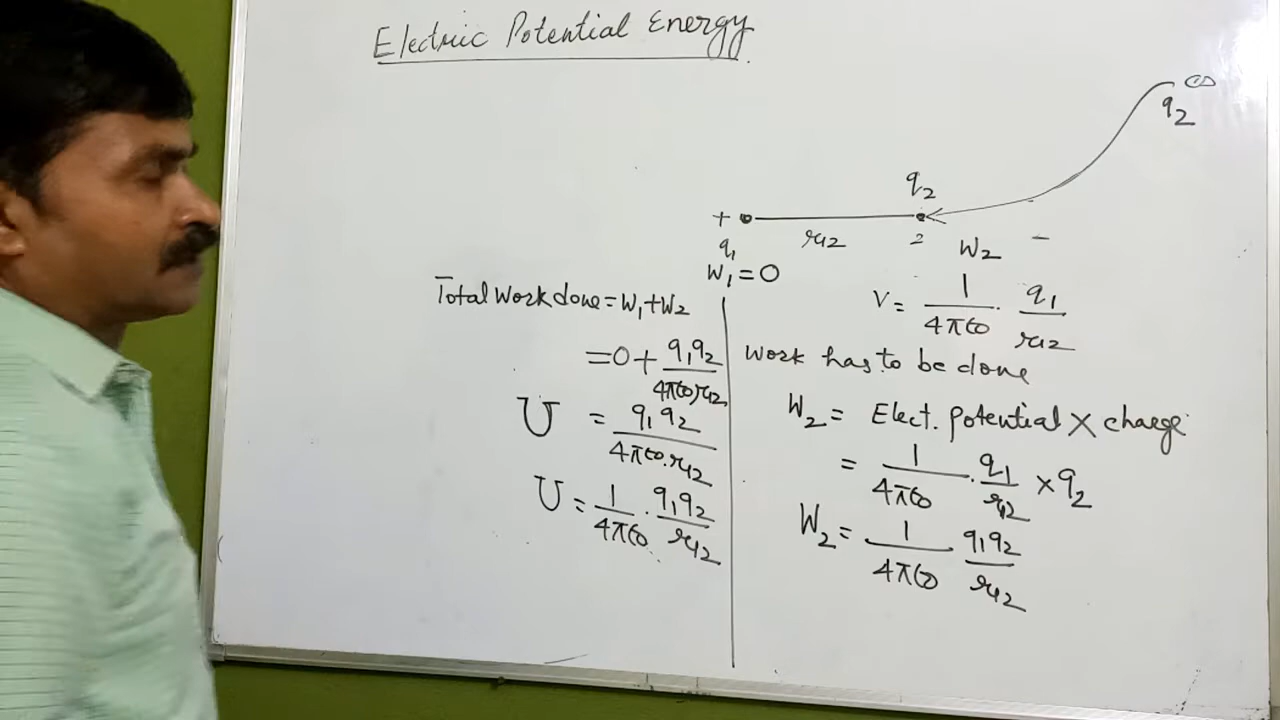 Electric Potential Energy
q₂
q₂
+
q₁
r₁₂
2
W₂
W₁=0
Total work done = W₁+W₂
=0+ q₁q₂/4πε₀r₁₂
U = q₁q₂/4πε₀.r₁₂
U = 1/4πε₀ . q₁q₂/r₁₂
V = 1/4πε₀ . q₁/r₁₂
work has to be done
W₂ = Elect. potential × charge
= 1/4πε₀ . q₁/r₁₂ × q₂
W₂ = 1/4πε₀ q₁q₂/r₁₂